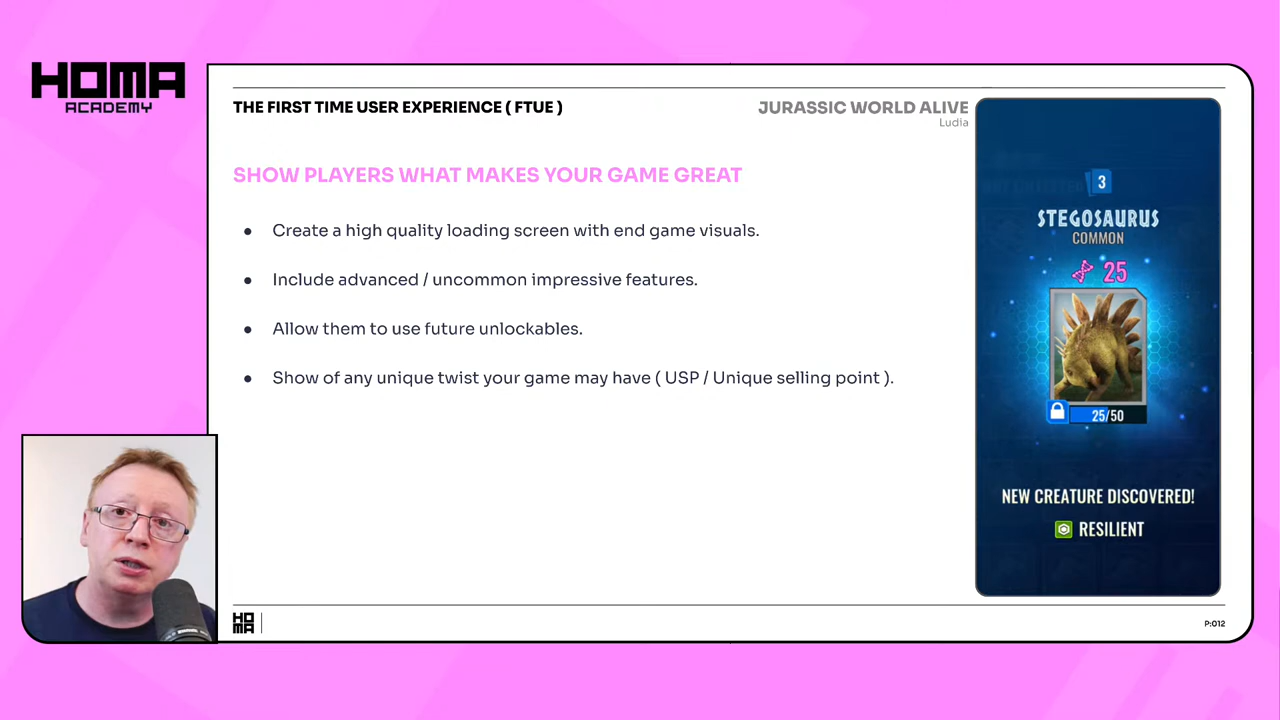 HOMA
ACADEMY
THE FIRST TIME USER EXPERIENCE ( FTUE )
JURASSIC WORLD ALIVE
Ludia
SHOW PLAYERS WHAT MAKES YOUR GAME GREAT
● Create a high quality loading screen with end game visuals.
● Include advanced / uncommon impressive features.
● Allow them to use future unlockables.
● Show of any unique twist your game may have ( USP / Unique selling point ).
3
STEGOSAURUS
COMMON
25
25/50
NEW CREATURE DISCOVERED!
RESILIENT
HO
MA
P:012